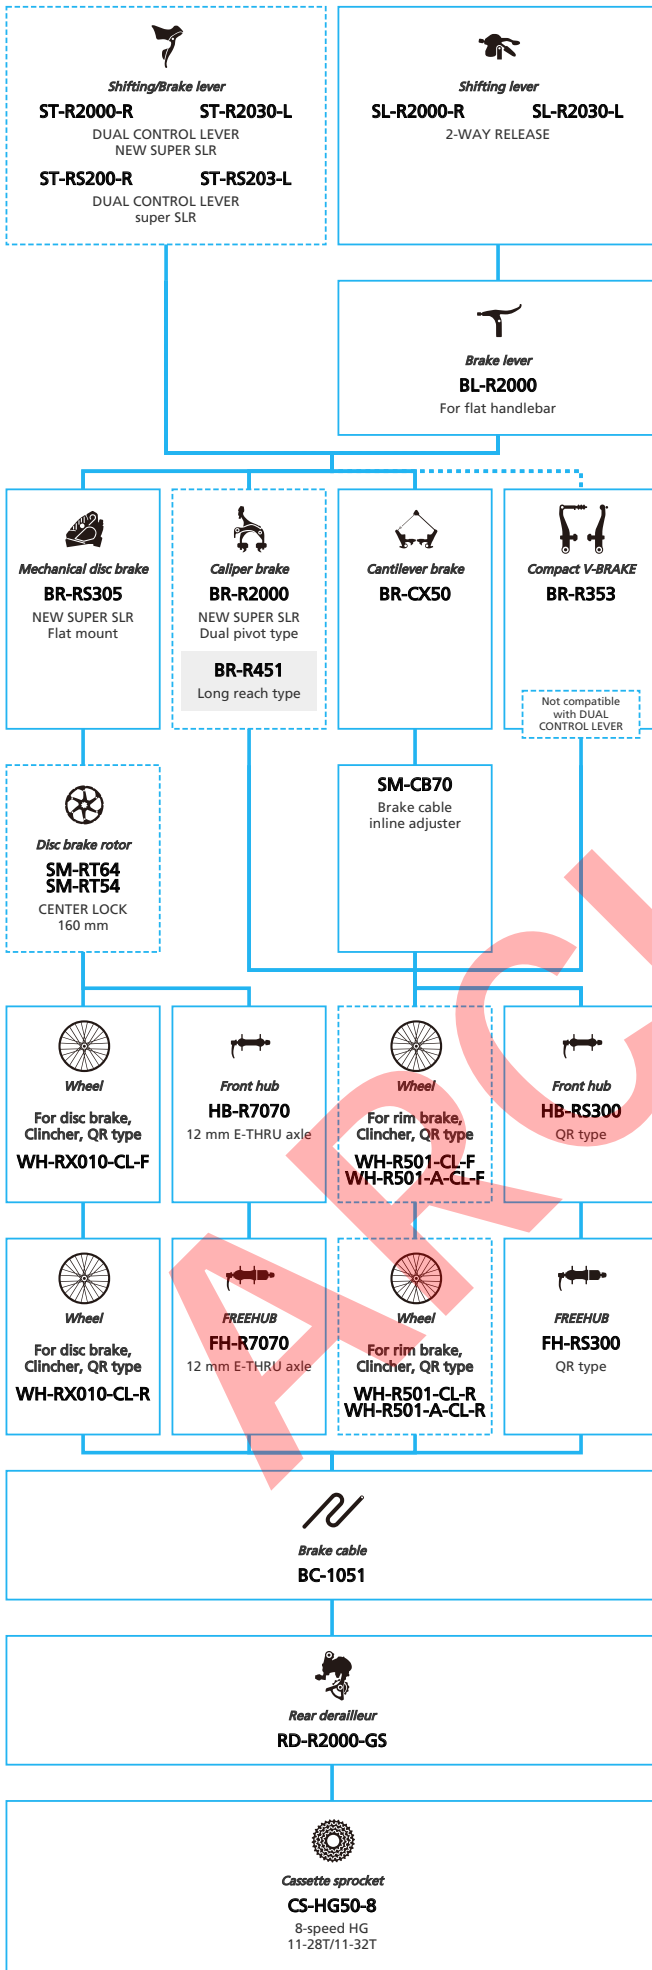 Shifting/Brake lever
ST-R2000-R ST-R2030-L
DUAL CONTROL LEVER
NEW SUPER SLR
ST-RS200-R ST-RS203-L
DUAL CONTROL LEVER
super SLR
Shifting lever
SL-R2000-R SL-R2030-L
2-WAY RELEASE
Brake lever
BL-R2000
For flat handlebar
Mechanical disc brake
BR-RS305
NEW SUPER SLR
Flat mount
Caliper brake
BR-R2000
NEW SUPER SLR
Dual pivot type
BR-R451
Long reach type
Cantilever brake
BR-CX50
Compact V-BRAKE
BR-R353
Not compatible
with DUAL
CONTROL LEVER
Disc brake rotor
SM-RT64
SM-RT54
CENTER LOCK
160 mm
SM-CB70
Brake cable
inline adjuster
Wheel
For disc brake,
Clincher, QR type
WH-RX010-CL-F
Front hub
HB-R7070
12 mm E-THRU axle
Wheel
For rim brake,
Clincher, QR type
WH-R501-CL-F
WH-R501-A-CL-F
Front hub
HB-RS300
QR type
Wheel
For disc brake,
Clincher, QR type
WH-RX010-CL-R
FREEHUB
FH-R7070
12 mm E-THRU axle
Wheel
For rim brake,
Clincher, QR type
WH-R501-CL-R
WH-R501-A-CL-R
FREEHUB
FH-RS300
QR type
Brake cable
BC-1051
Rear derailleur
RD-R2000-GS
Cassette sprocket
CS-HG50-8
8-speed HG
11-28T/11-32T